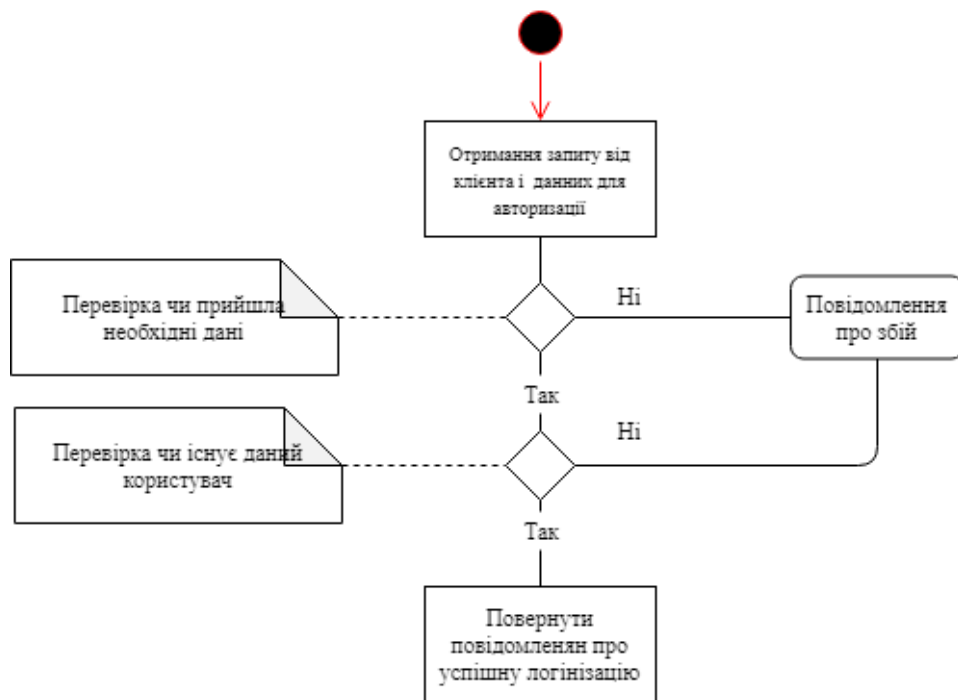 Отримання запиту від
клієнта і данних для
авторизації
Перевірка чи прийшла
необхідні дані
Ні
Повідомлення
про збій
Так
Перевірка чи існує даний
користувач
Ні
Так
Повернути
повідомленян про
успішну логінізацію